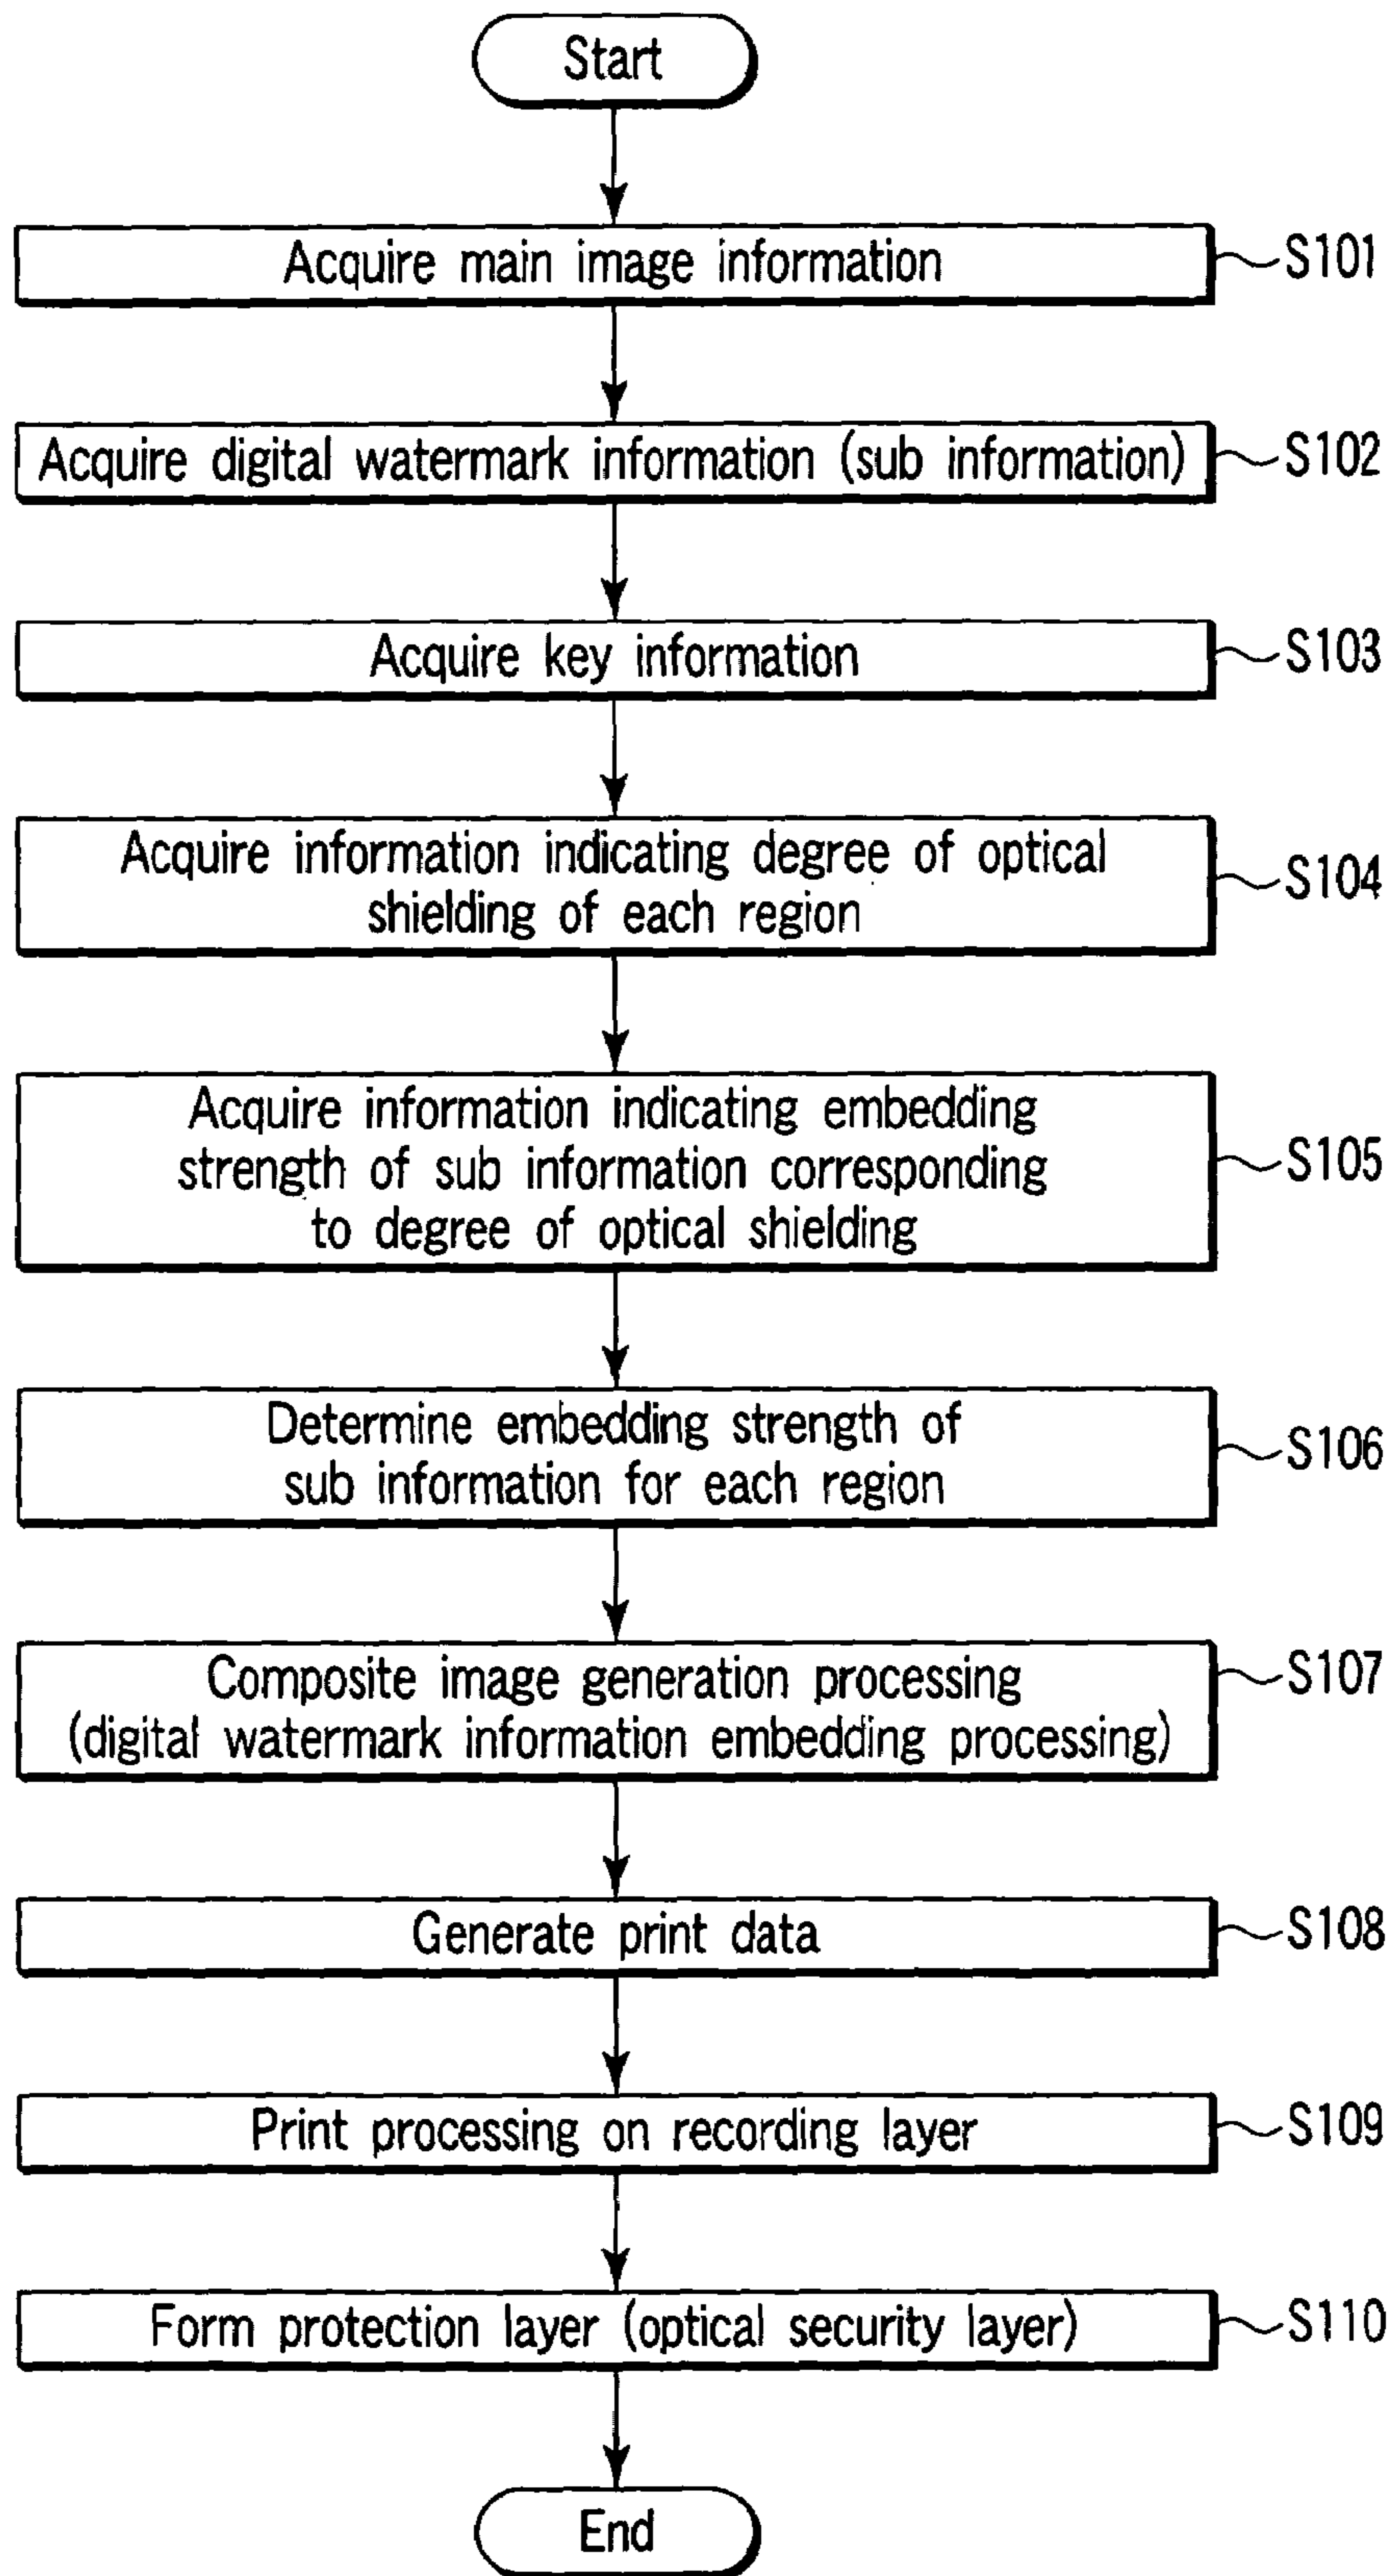 Start
Acquire main image information
S101
Acquire digital watermark information (sub information)
S102
Acquire key information
S103
Acquire information indicating degree of optical
shielding of each region
S104
Acquire information indicating embedding
strength of sub information corresponding
to degree of optical shielding
S105
Determine embedding strength of
sub information for each region
S106
Composite image generation processing
(digital watermark information embedding processing)
S107
Generate print data
S108
Print processing on recording layer
S109
Form protection layer (optical security layer)
S110
End